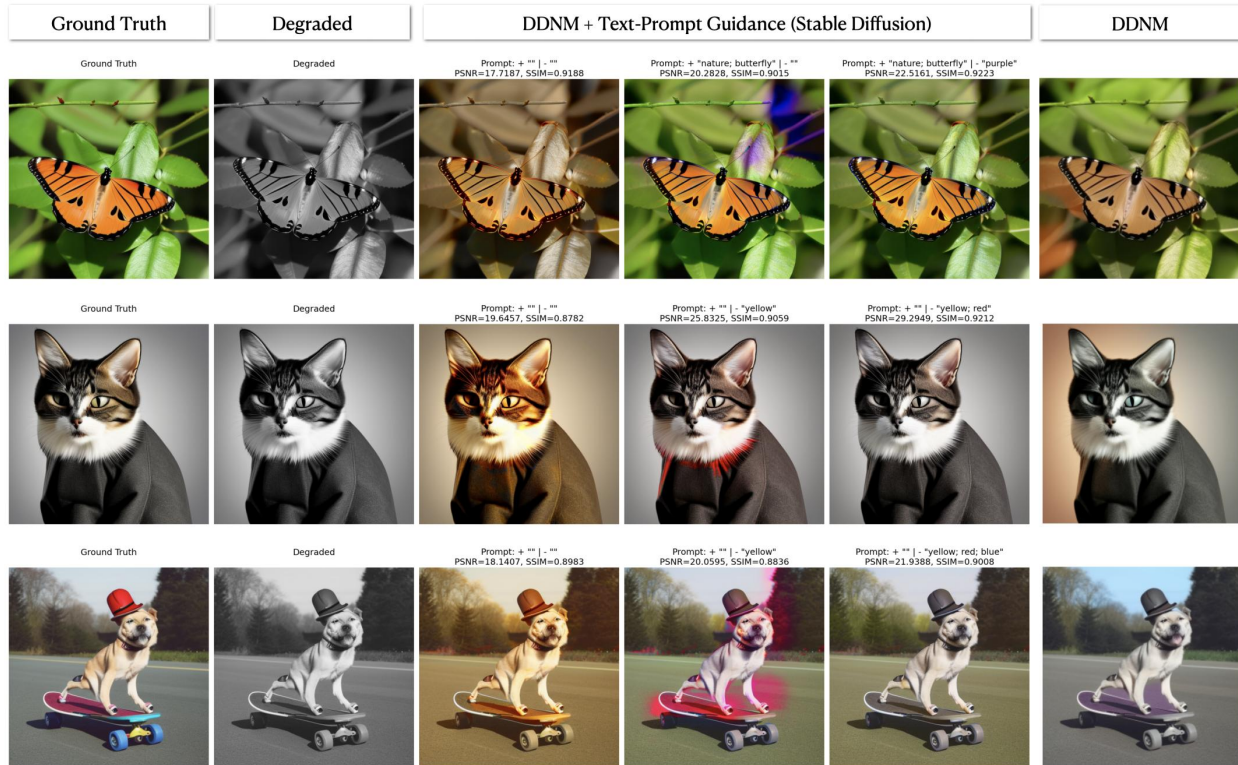 Ground Truth
Degraded
DDNM + Text-Prompt Guidance (Stable Diffusion)
DDNM
Ground Truth
Degraded
Prompt: + "" | - ""
PSNR=17.7187, SSIM=0.9188
Prompt: + "nature; butterfly" | - ""
PSNR=20.2828, SSIM=0.9015
Prompt: + "nature; butterfly" | - "purple"
PSNR=22.5161, SSIM=0.9223
Ground Truth
Degraded
Prompt: + "" | - ""
PSNR=19.6457, SSIM=0.8782
Prompt: + "" | - "yellow"
PSNR=25.8325, SSIM=0.9059
Prompt: + "" | - "yellow; red"
PSNR=29.2949, SSIM=0.9212
Ground Truth
Degraded
Prompt: + "" | - ""
PSNR=18.1407, SSIM=0.8983
Prompt: + "" | - "yellow"
PSNR=20.0595, SSIM=0.8836
Prompt: + "" | - "yellow; red; blue"
PSNR=21.9388, SSIM=0.9008